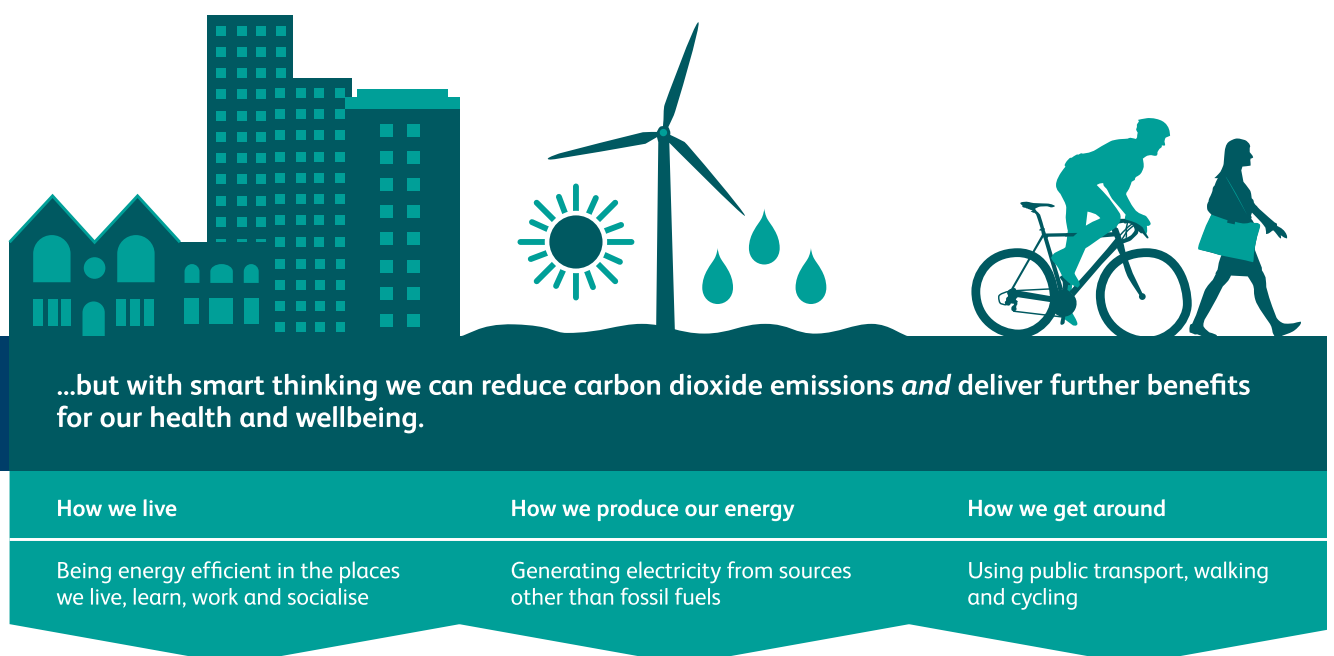 ...but with smart thinking we can reduce carbon dioxide emissions and deliver further benefits
for our health and wellbeing.
How we live
How we produce our energy
How we get around
Being energy efficient in the places
we live, learn, work and socialise
Generating electricity from sources
other than fossil fuels
Using public transport, walking
and cycling